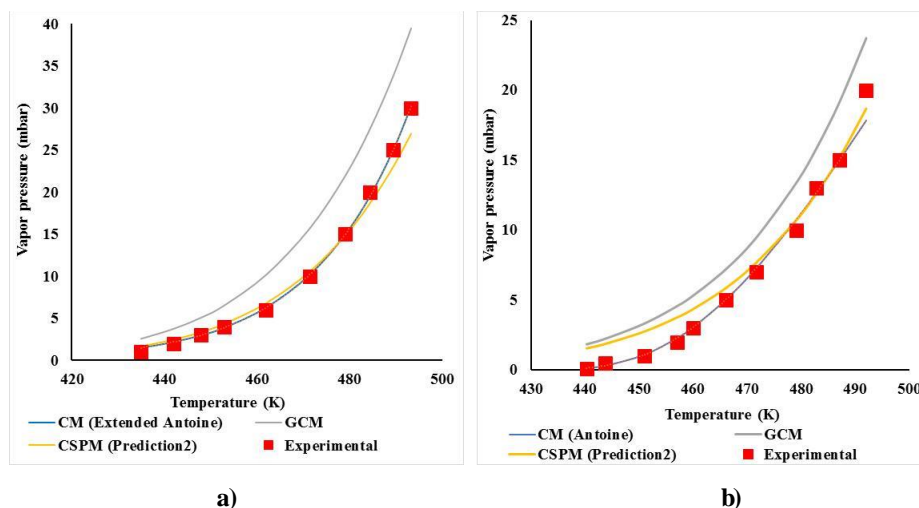 40
35
30
25
20
15
10
5
0
Vapor pressure (mbar)
420 440 460 480 500
Temperature (K)
CM (Extended Antoine) GCM
CSPM (Prediction2) Experimental
a)
25
20
15
10
5
0
Vapor pressure (mbar)
430 440 450 460 470 480 490 500
Temperature (K)
CM (Antoine) GCM
CSPM (Prediction2) Experimental
b)